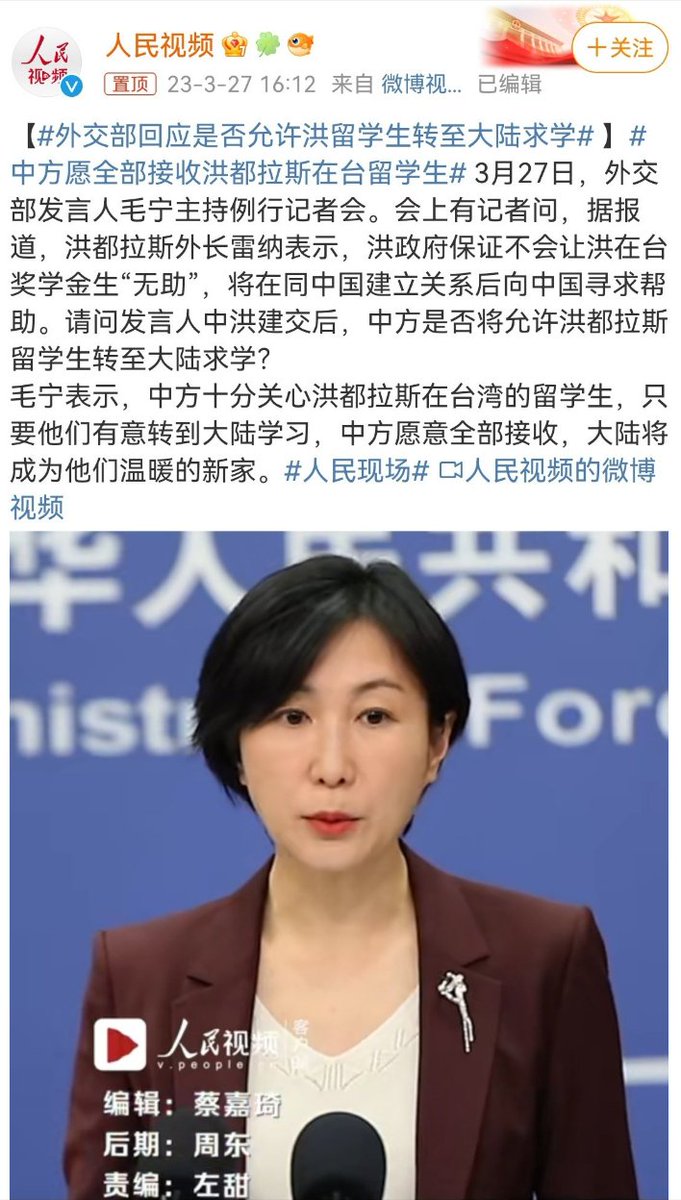 人民视频
人民视频
＋关注
置顶 23-3-27 16:12 来自 微博视... 已编辑
【#外交部回应是否允许洪留学生转至大陆求学# 】#
中方愿全部接收洪都拉斯在台留学生# 3月27日，外交
部发言人毛宁主持例行记者会。会上有记者问，据报
道，洪都拉斯外长雷纳表示，洪政府保证不会让洪在台
奖学金生“无助”，将在同中国建立关系后向中国寻求帮
助。请问发言人中洪建交后，中方是否将允许洪都拉斯
留学生转至大陆求学？
毛宁表示，中方十分关心洪都拉斯在台湾的留学生，只
要他们有意转到大陆学习，中方愿意全部接收，大陆将
成为他们温暖的新家。#人民现场# 人民视频的微博
视频
华人民共和
nist
Fore
人民视频
客户端
v.people
编辑：蔡嘉琦
后期：周东
责编：左甜